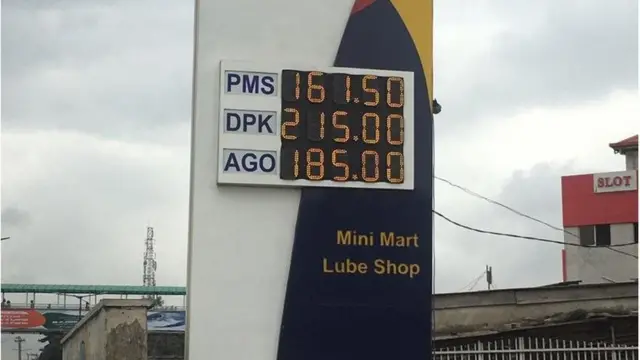 PMS 161.50
DPK 215.00
AGO 185.00
Mini Mart
Lube Shop
SLOT